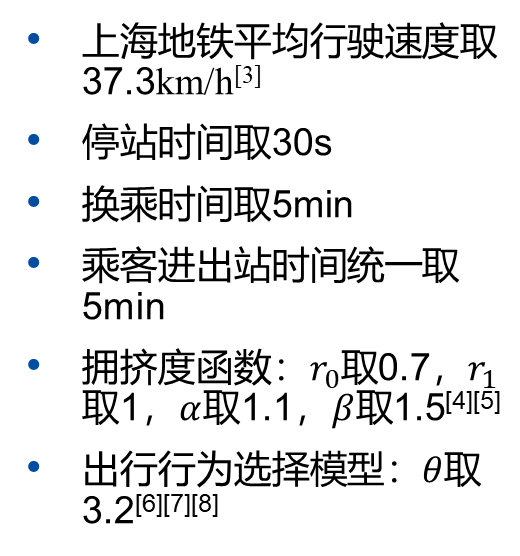 • 上海地铁平均行驶速度取
37.3km/h[3]
• 停站时间取30s
• 换乘时间取5min
• 乘客进出站时间统一取
5min
• 拥挤度函数：r₀取0.7，r₁
取1，α取1.1，β取1.5[4][5]
• 出行行为选择模型：θ取
3.2[6][7][8]